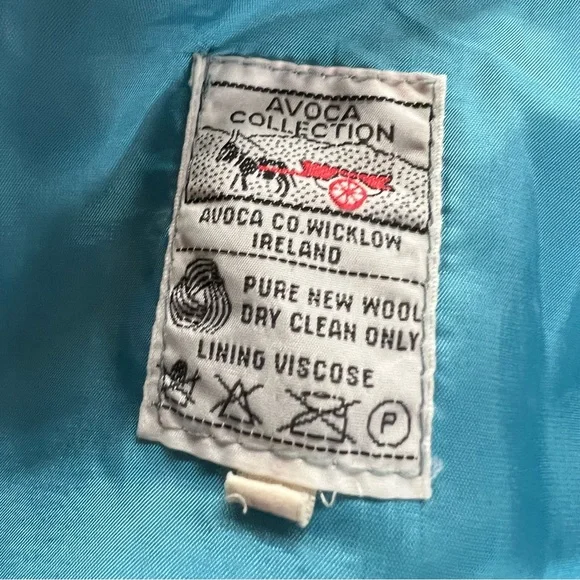 AVOCA
COLLECTION
AVOCA CO. WICKLOW
IRELAND
PURE NEW WOOL
DRY CLEAN ONLY
LINING VISCOSE
P